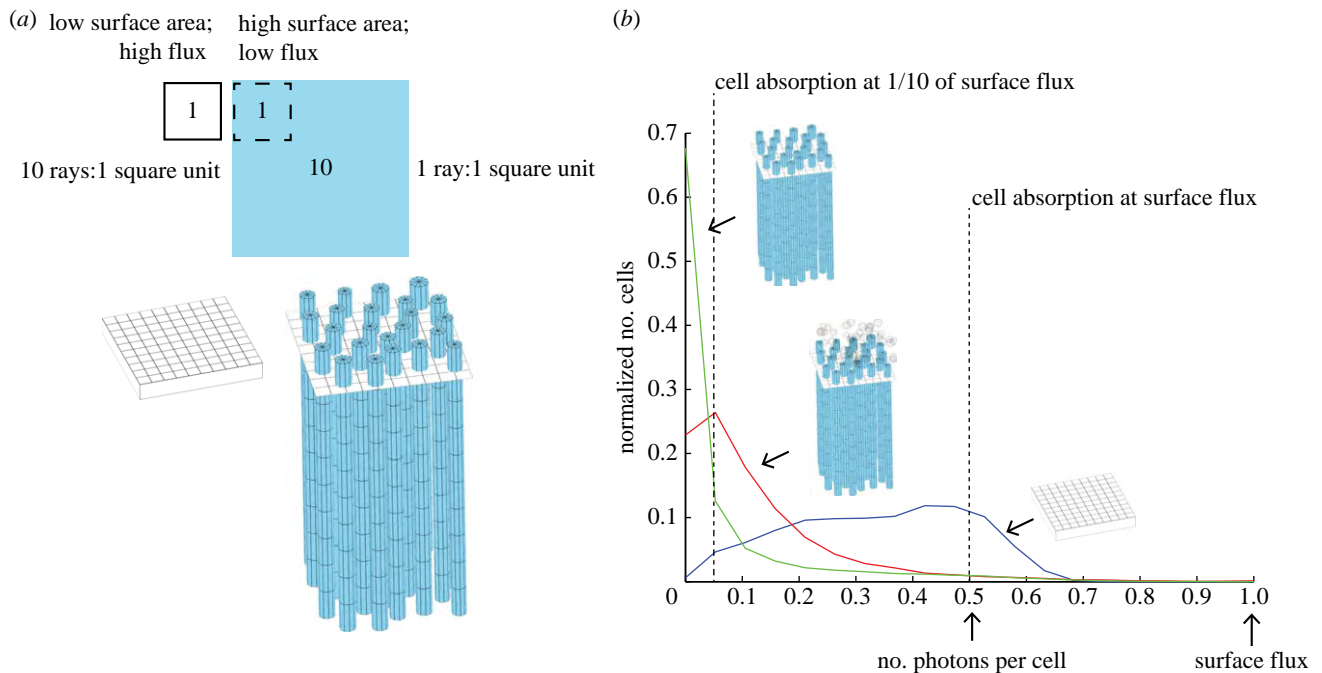 (a)
low surface area;
high flux
high surface area;
low flux
1
1
10
10 rays:1 square unit
1 ray:1 square unit
(b)
cell absorption at 1/10 of surface flux
cell absorption at surface flux
normalized no. cells
0.7
0.6
0.5
0.4
0.3
0.2
0.1
0 0.1 0.2 0.3 0.4 0.5 0.6 0.7 0.8 0.9 1.0
no. photons per cell
surface flux